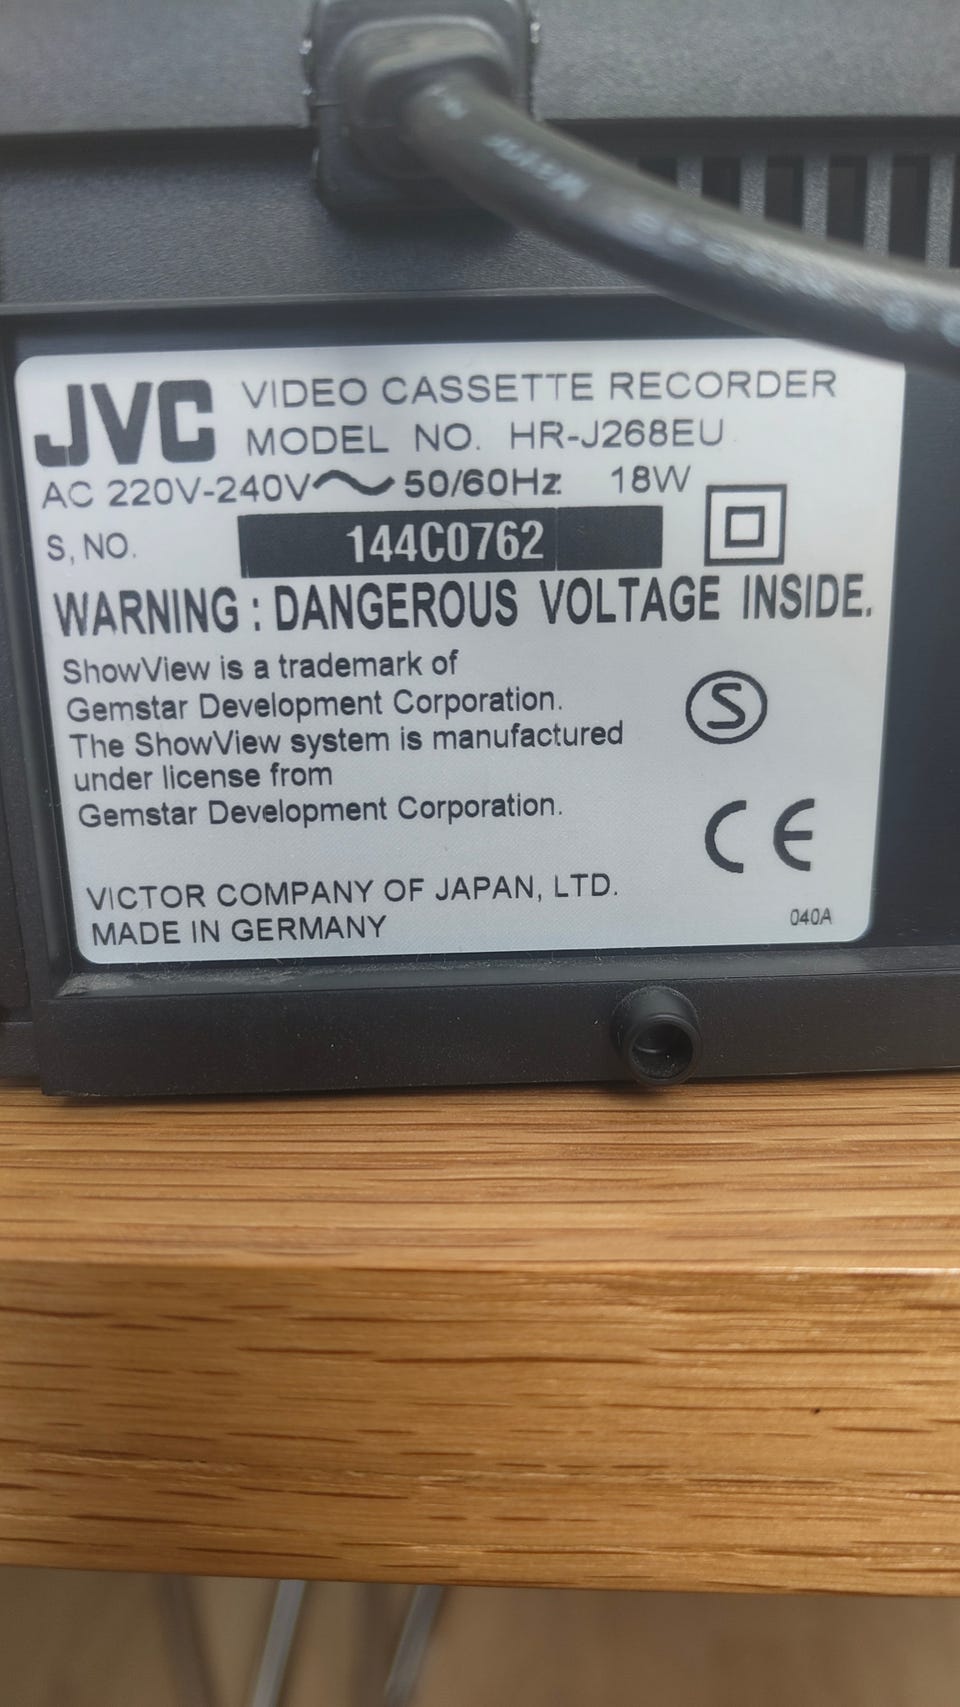 JVC VIDEO CASSETTE RECORDER
MODEL NO. HR-J268EU
AC 220V-240V~ 50/60Hz 18W
S, NO. 144C0762
WARNING : DANGEROUS VOLTAGE INSIDE.
ShowView is a trademark of
Gemstar Development Corporation.
The ShowView system is manufactured
under license from
Gemstar Development Corporation.
S
CE
VICTOR COMPANY OF JAPAN, LTD.
MADE IN GERMANY
040A